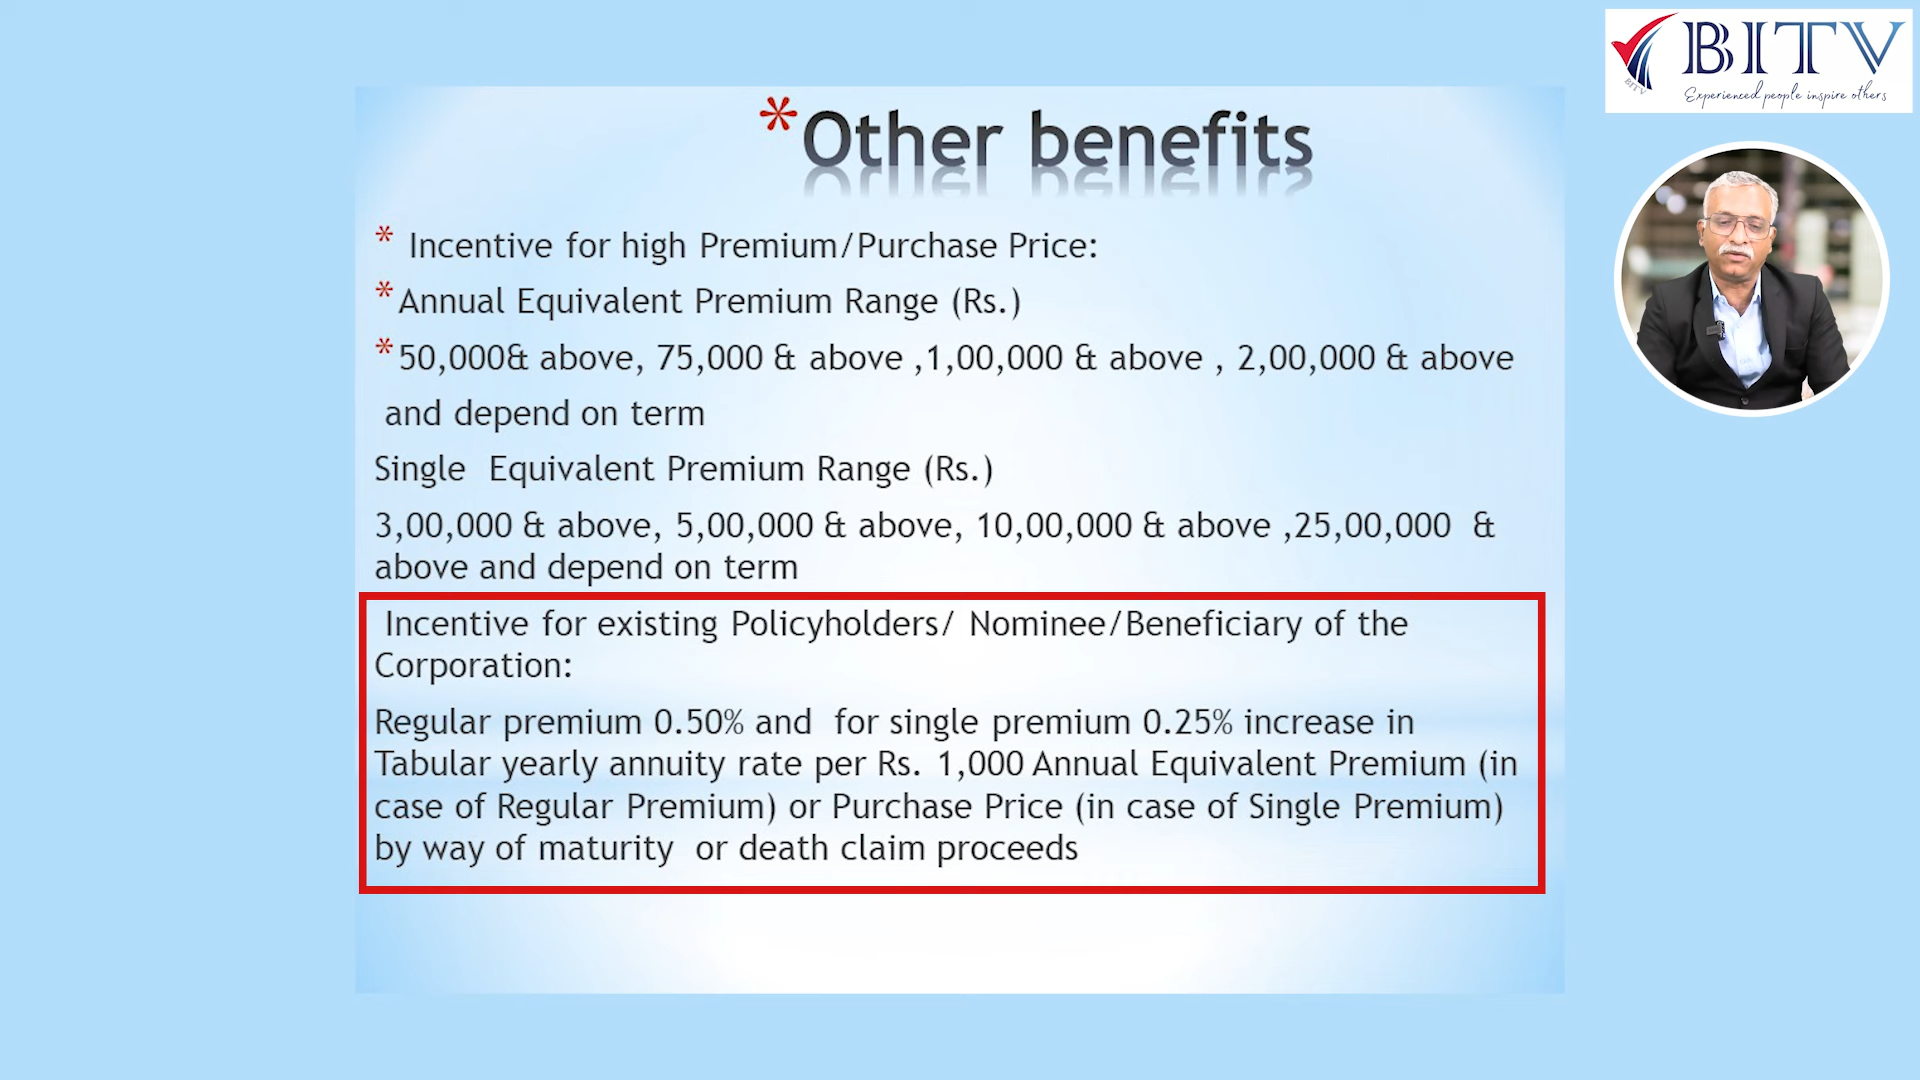 BITV
Experienced people inspire others
BITV
*Other benefits
* Incentive for high Premium/Purchase Price:
*Annual Equivalent Premium Range (Rs.)
*50,000& above, 75,000 & above ,1,00,000 & above , 2,00,000 & above
and depend on term
Single Equivalent Premium Range (Rs.)
3,00,000 & above, 5,00,000 & above, 10,00,000 & above ,25,00,000 &
above and depend on term
Incentive for existing Policyholders/ Nominee/Beneficiary of the
Corporation:
Regular premium 0.50% and for single premium 0.25% increase in
Tabular yearly annuity rate per Rs. 1,000 Annual Equivalent Premium (in
case of Regular Premium) or Purchase Price (in case of Single Premium)
by way of maturity or death claim proceeds